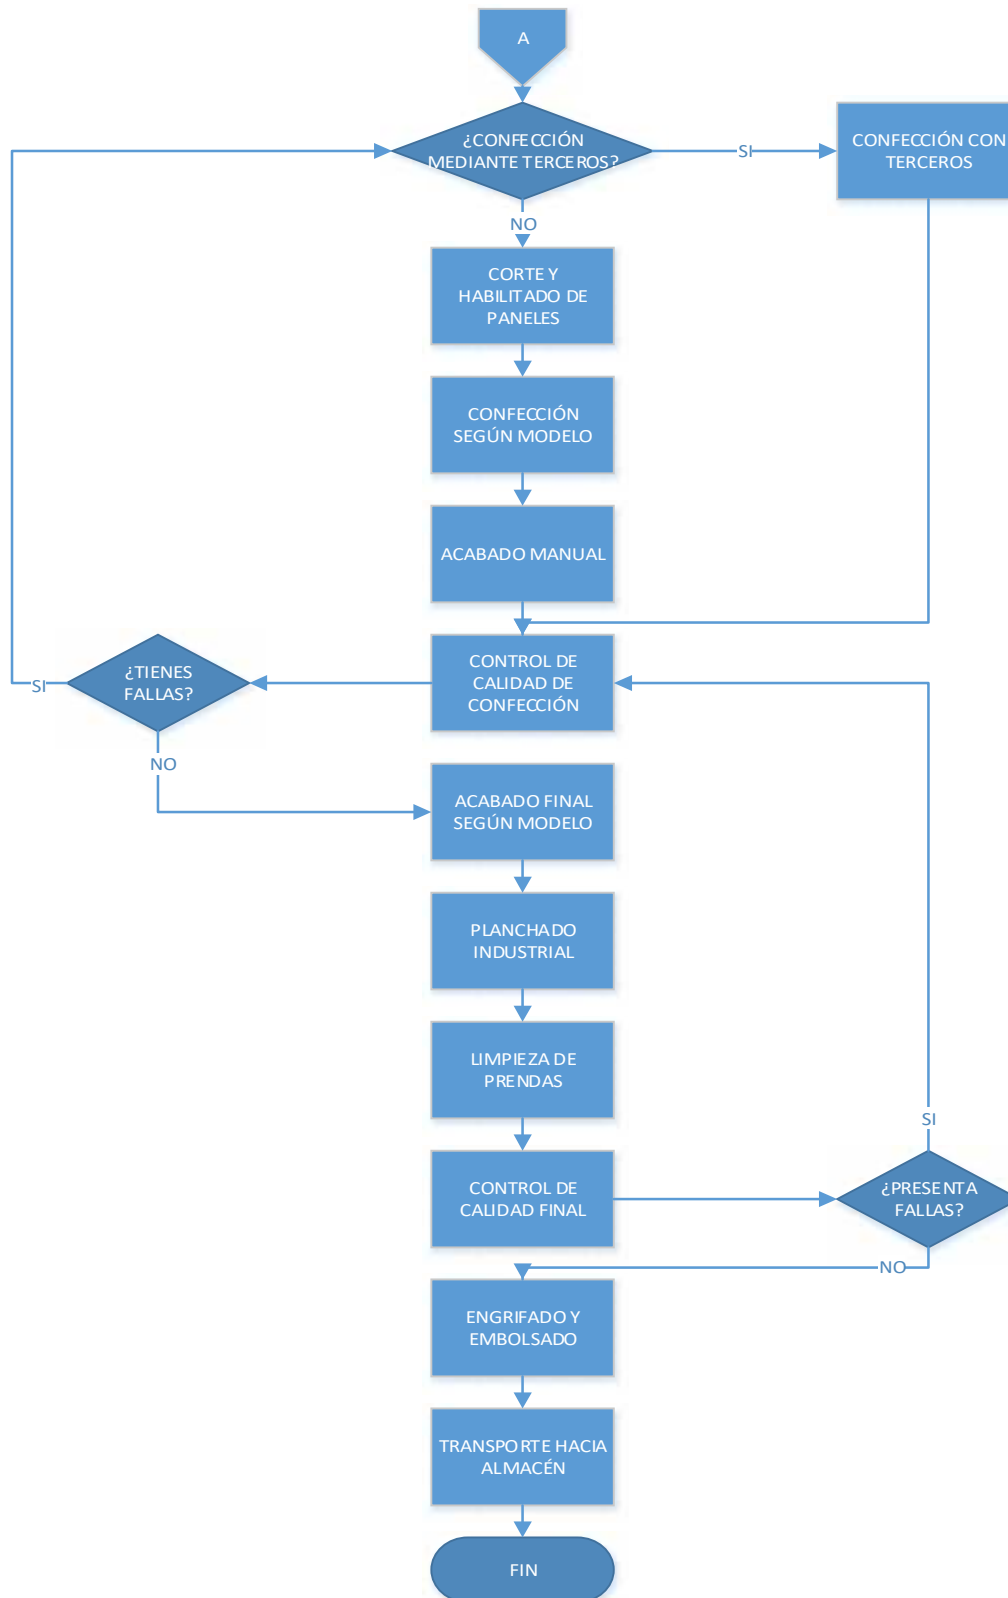 A
¿CONFECCIÓN
MEDIANTE TERCEROS?
SI
CONFECCIÓN CON
TERCEROS
NO
CORTE Y
HABILITADO DE
PANELES
CONFECCIÓN
SEGÚN MODELO
ACABADO MANUAL
CONTROL DE
CALIDAD DE
CONFECCIÓN
¿TIENES
FALLAS?
SI
NO
ACABADO FINAL
SEGÚN MODELO
PLANCHADO
INDUSTRIAL
LIMPIEZA DE
PRENDAS
SI
CONTROL DE
CALIDAD FINAL
¿PRESENTA
FALLAS?
NO
ENGRIFADO Y
EMBOLSADO
TRANSPORTE HACIA
ALMACÉN
FIN